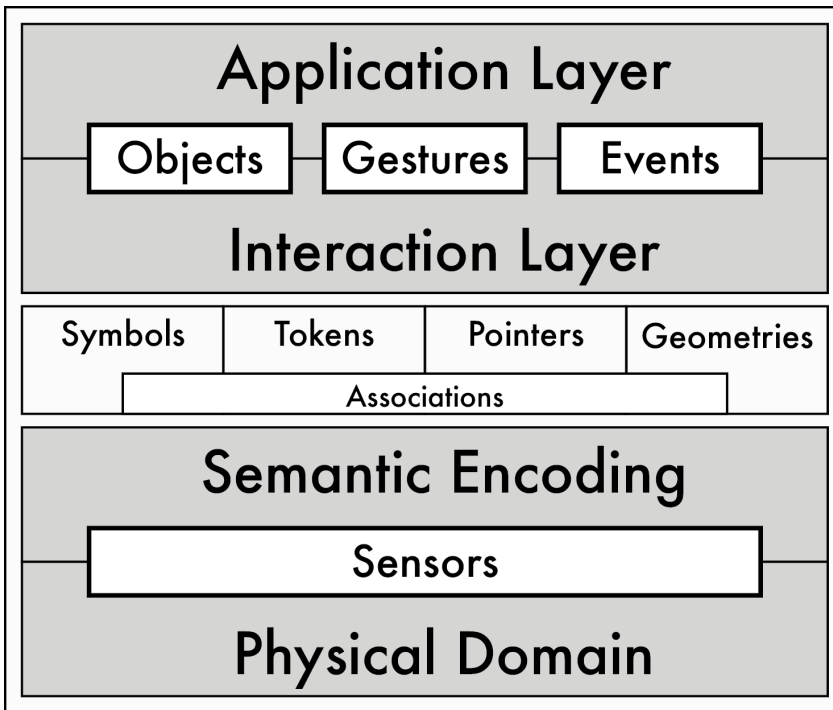 Application Layer
Objects Gestures Events
Interaction Layer
Symbols Tokens Pointers Geometries
Associations
Semantic Encoding
Sensors
Physical Domain